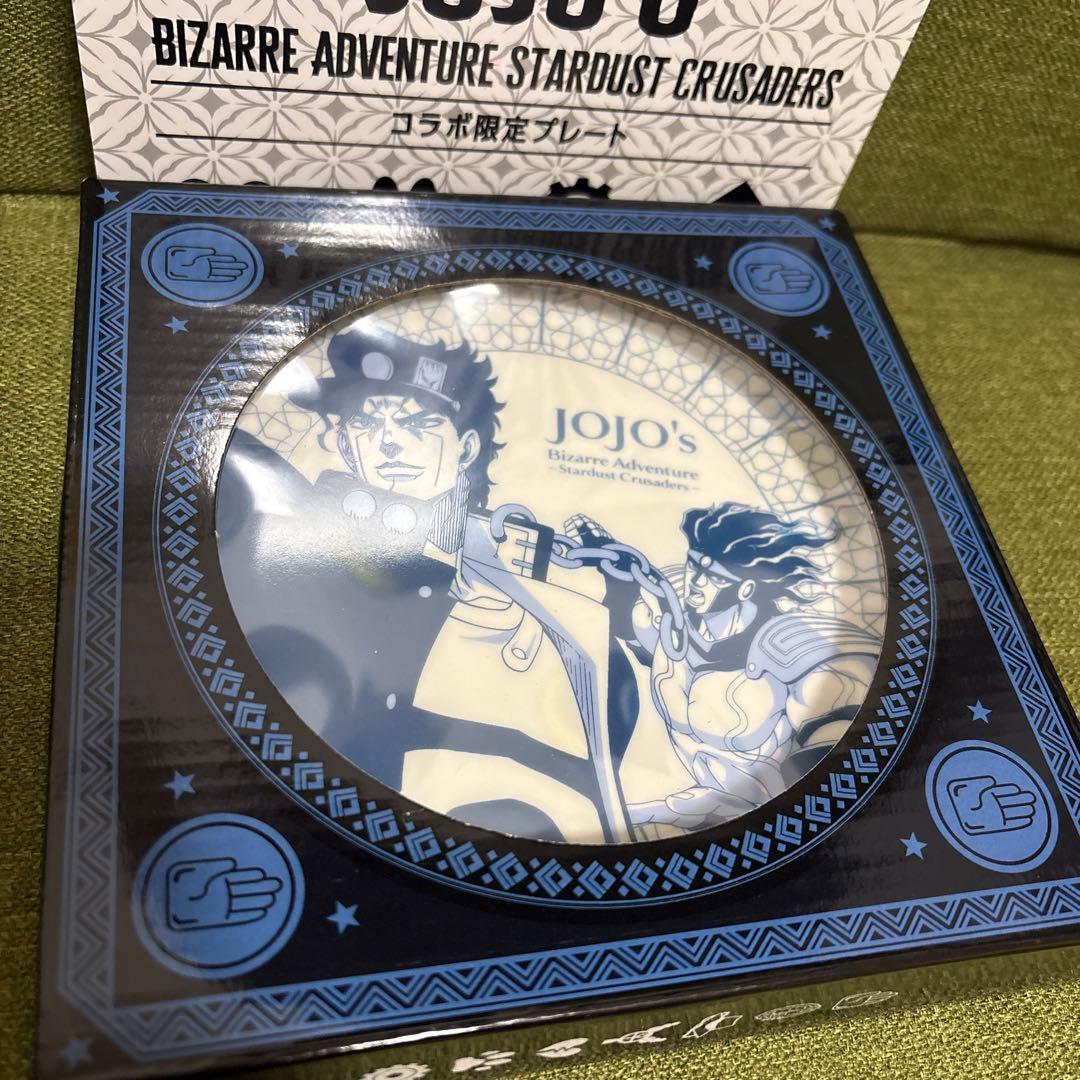 BIZARRE ADVENTURE STARDUST CRUSADERS
コラボ限定プレート
JOJO's
Bizarre Adventure
~Stardust Crusaders~